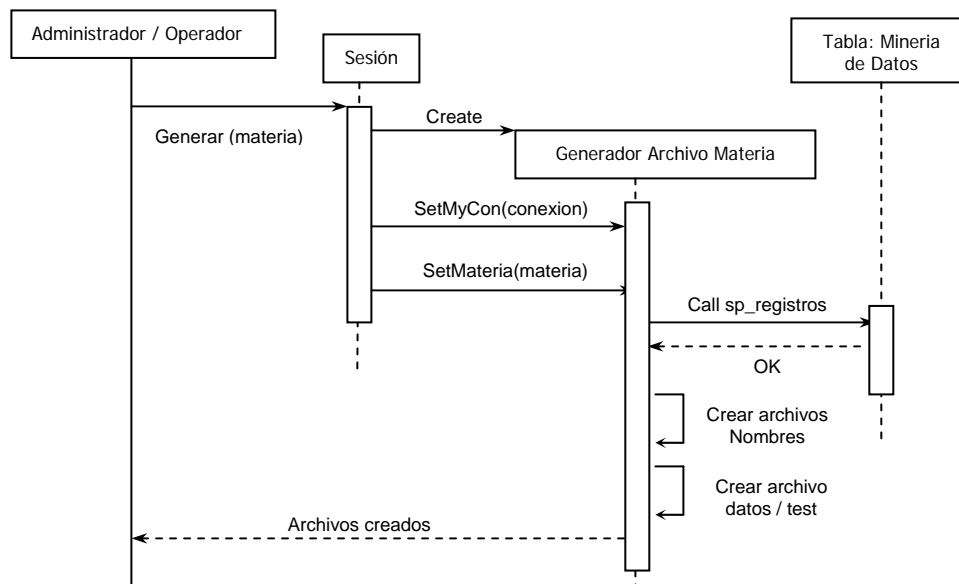 Administrador / Operador
Sesión
Tabla: Mineria
de Datos
Generar (materia)
Create
Generador Archivo Materia
SetMyCon(conexion)
SetMateria(materia)
Call sp_registros
OK
Crear archivos
Nombres
Crear archivo
datos / test
Archivos creados